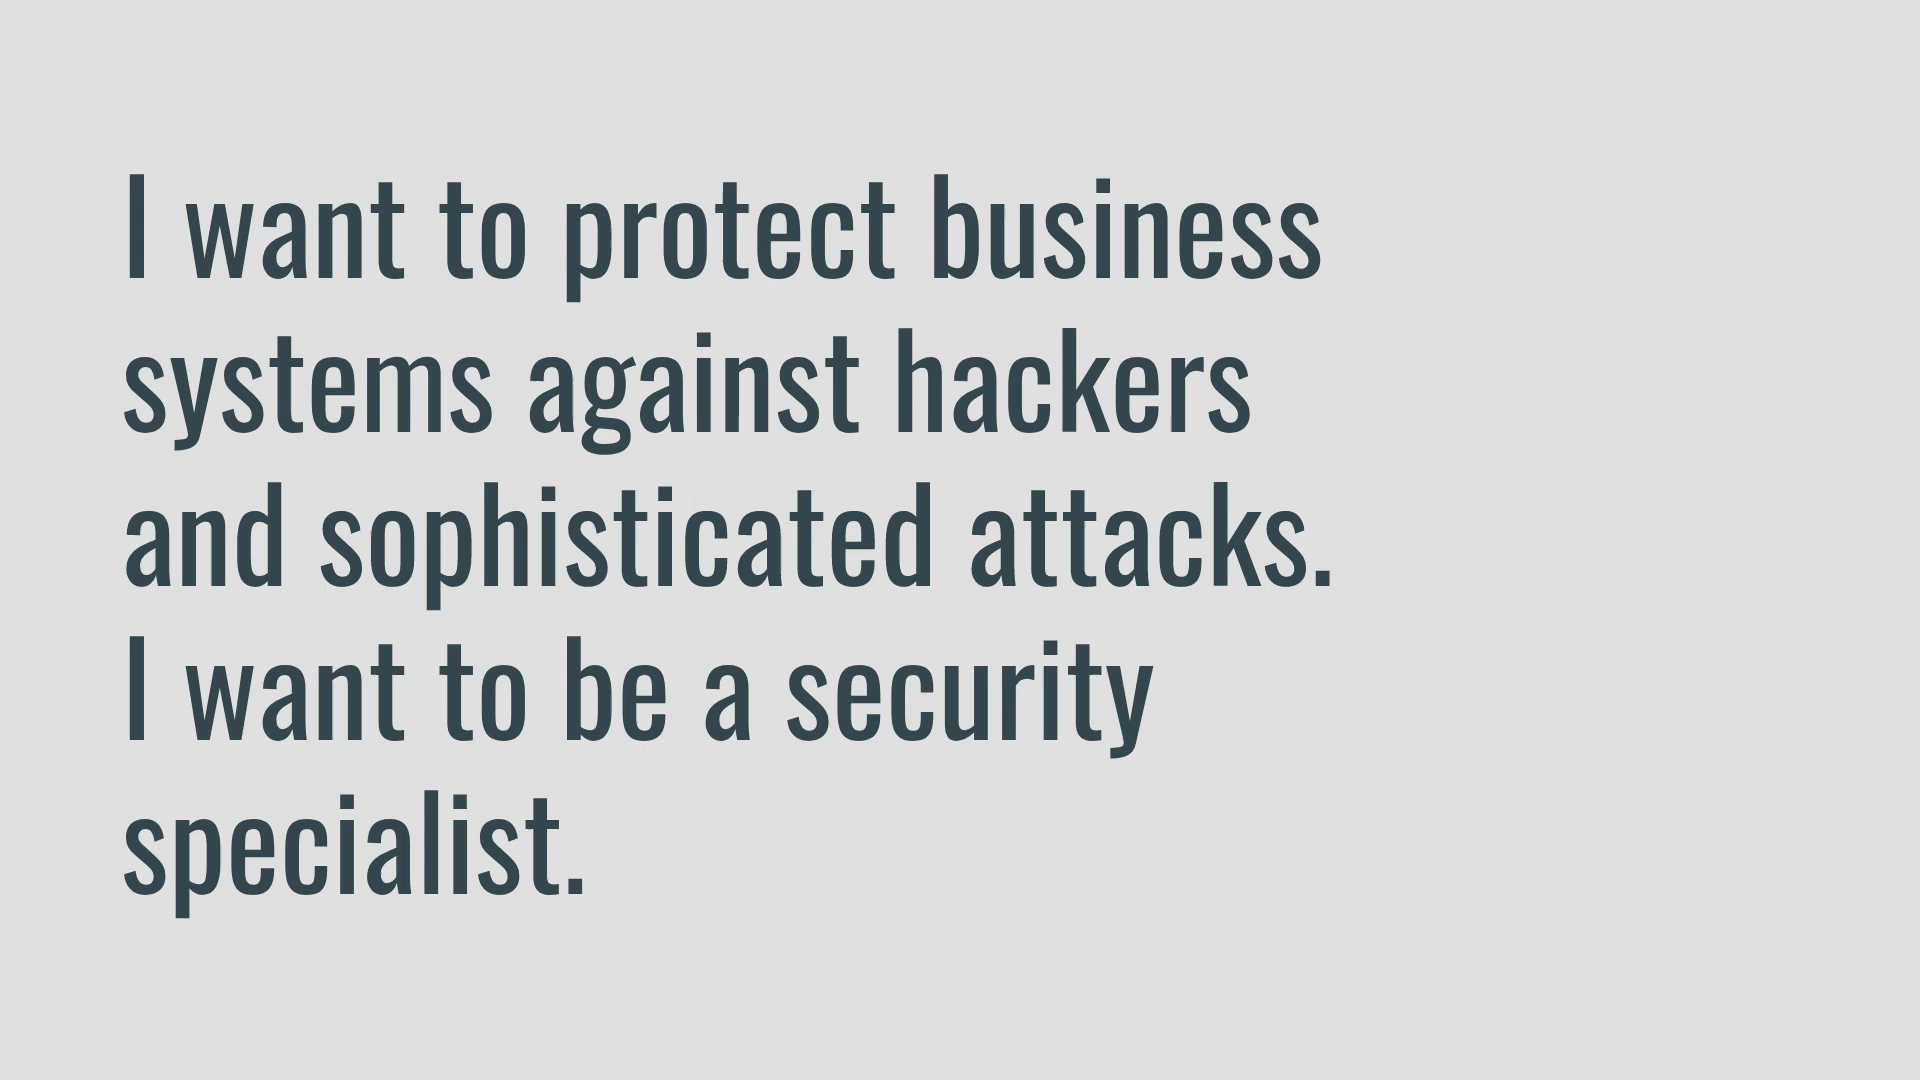 I want to protect business
systems against hackers
and sophisticated attacks.
I want to be a security
specialist.